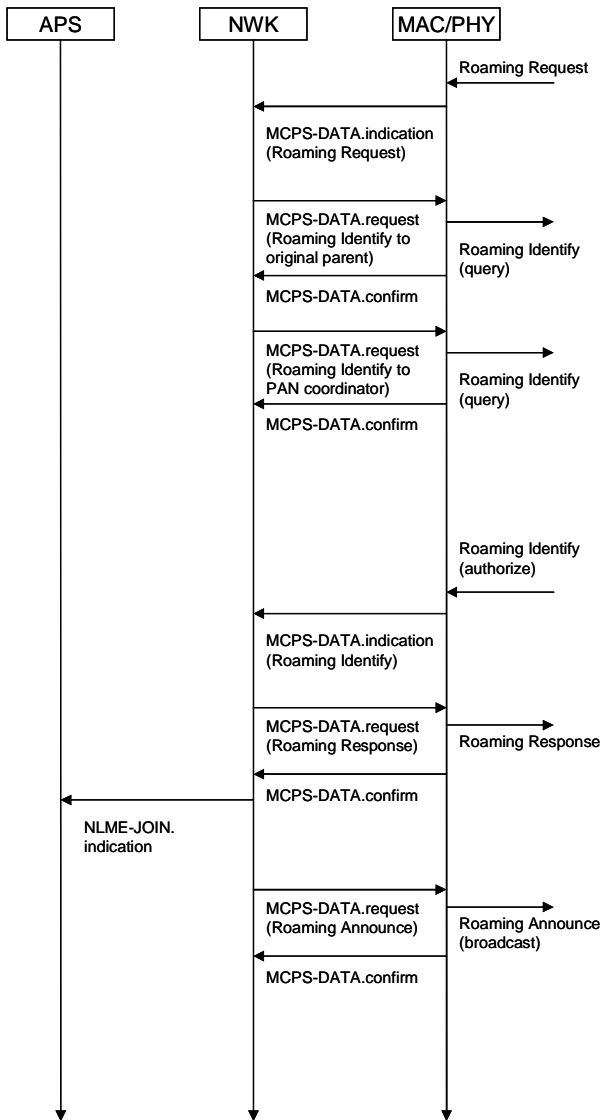 APS
NWK
MAC/PHY
Roaming Request
MCPS-DATA.indication
(Roaming Request)
MCPS-DATA.request
(Roaming Identify to
original parent)
Roaming Identify
(query)
MCPS-DATA.confirm
MCPS-DATA.request
(Roaming Identify to
PAN coordinator)
Roaming Identify
(query)
MCPS-DATA.confirm
Roaming Identify
(authorize)
MCPS-DATA.indication
(Roaming Identify)
MCPS-DATA.request
(Roaming Response)
Roaming Response
MCPS-DATA.confirm
NLME-JOIN.
indication
MCPS-DATA.request
(Roaming Announce)
Roaming Announce
(broadcast)
MCPS-DATA.confirm